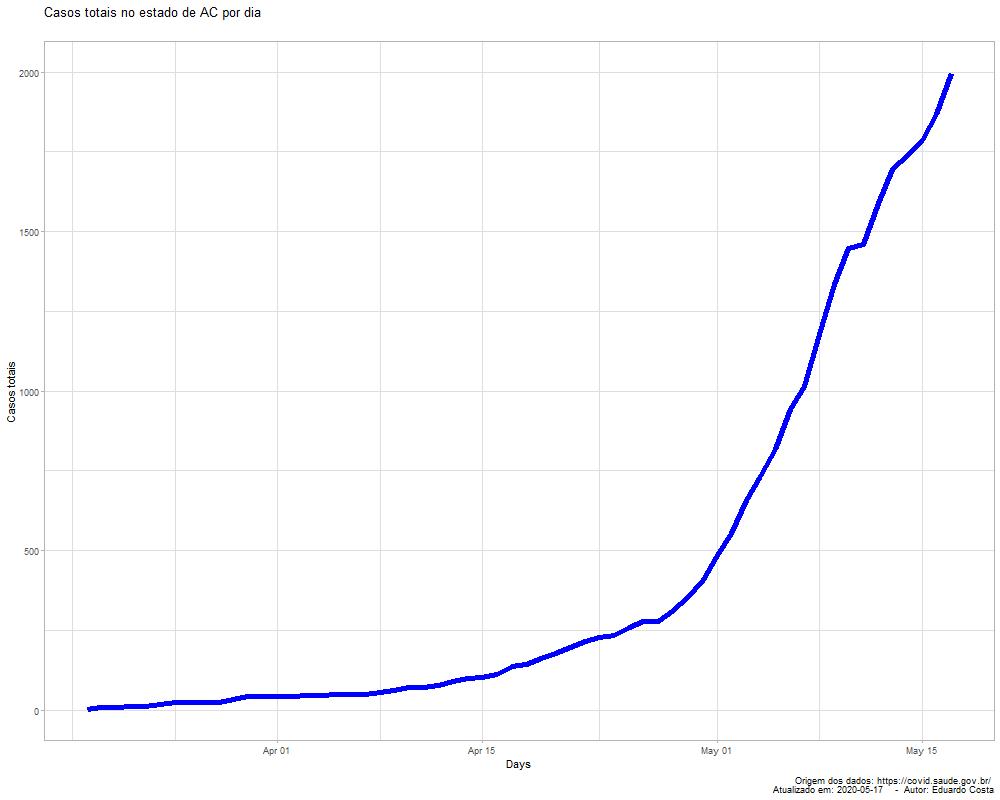 Casos totais no estado de AC por dia
2000
1500
1000
500
0
Casos totais
Apr 01
Apr 15
May 01
May 15
Days
Origem dos dados: https://covid.saude.gov.br/
Atualizado em: 2020-05-17 - Autor: Eduardo Costa